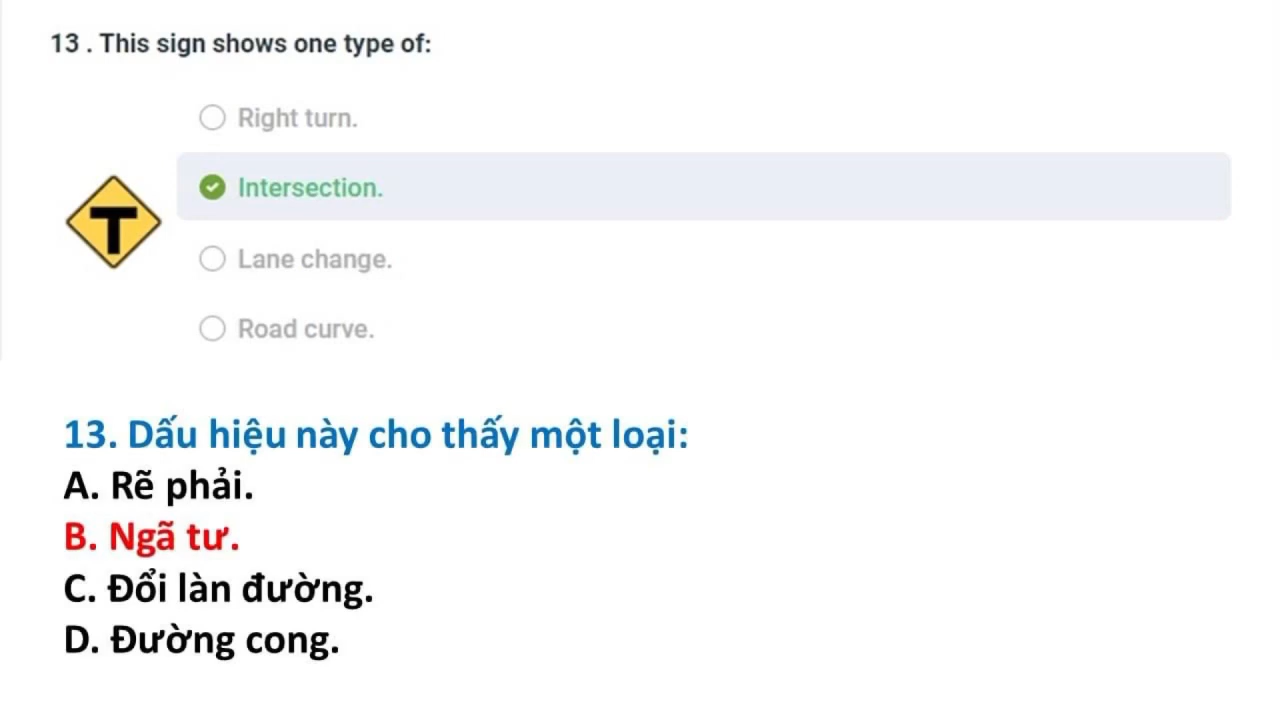 13 . This sign shows one type of:
Right turn.
Intersection.
T
Lane change.
Road curve.
13. Dấu hiệu này cho thấy một loại:
A. Rẽ phải.
B. Ngã tư.
C. Đổi làn đường.
D. Đường cong.